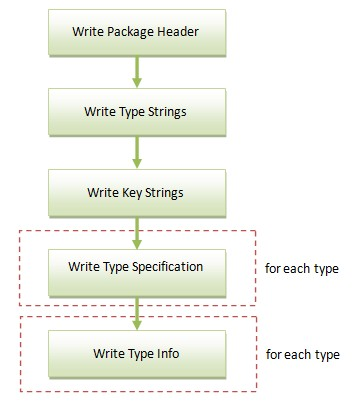 Write Package Header
Write Type Strings
Write Key Strings
Write Type Specification
for each type
Write Type Info
for each type